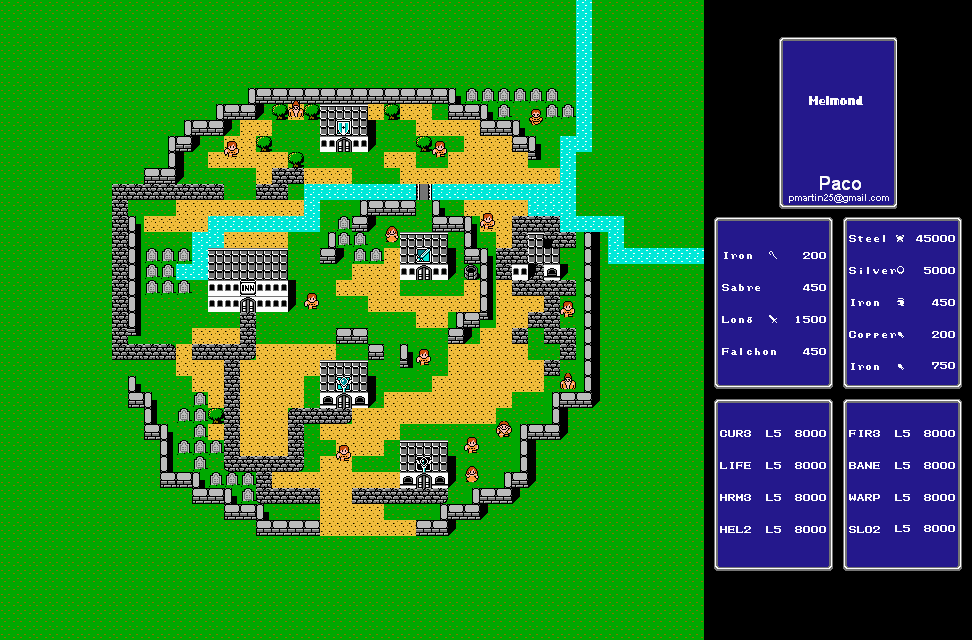 Helmond
Paco
pmartin25@gmail.com
INN
Iron 200
Sabre 450
Long 1500
Falchon 450
Steel 45000
Silver 5000
Iron 450
Copper 200
Iron 750
CUR3 L5 8000
LIFE L5 8000
HRM3 L5 8000
HEL2 L5 8000
FIR3 L5 8000
BANE L5 8000
WARP L5 8000
SLO2 L5 8000